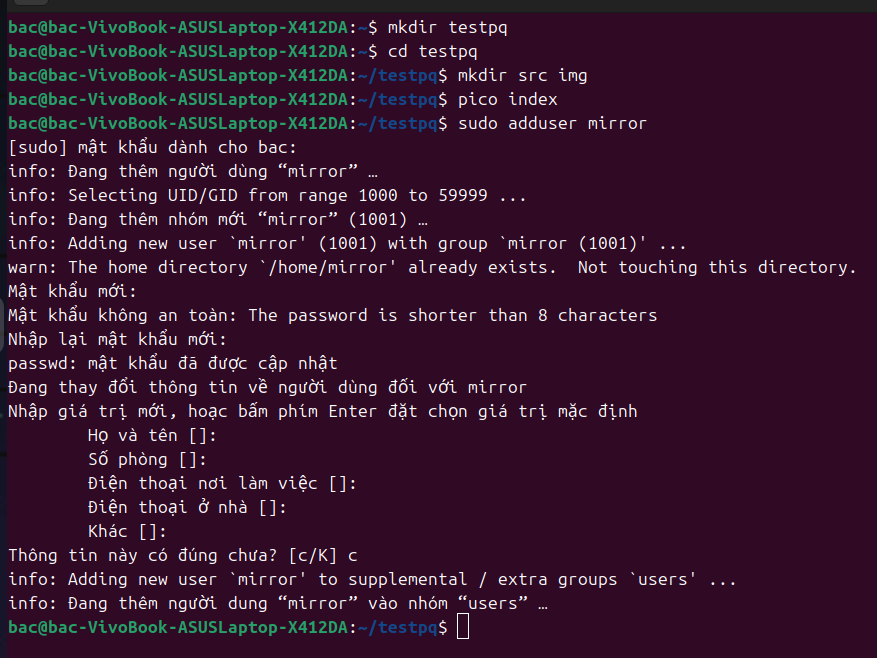 bac@bac-VivoBook-ASUSLaptop-X412DA:~$ mkdir testpq
bac@bac-VivoBook-ASUSLaptop-X412DA:~$ cd testpq
bac@bac-VivoBook-ASUSLaptop-X412DA:~/testpq$ mkdir src img
bac@bac-VivoBook-ASUSLaptop-X412DA:~/testpq$ pico index
bac@bac-VivoBook-ASUSLaptop-X412DA:~/testpq$ sudo adduser mirror
[sudo] mật khẩu dành cho bac:
info: Đang thêm người dùng “mirror” …
info: Selecting UID/GID from range 1000 to 59999 ...
info: Đang thêm nhóm mới “mirror” (1001) …
info: Adding new user `mirror' (1001) with group `mirror (1001)' ...
warn: The home directory `/home/mirror' already exists.  Not touching this directory.
Mật khẩu mới:
Mật khẩu không an toàn: The password is shorter than 8 characters
Nhập lại mật khẩu mới:
passwd: mật khẩu đã được cập nhật
Đang thay đổi thông tin về người dùng đối với mirror
Nhập giá trị mới, hoặc bấm phím Enter đặt chọn giá trị mặc định
Họ và tên []:
Số phòng []:
Điện thoại nơi làm việc []:
Điện thoại ở nhà []:
Khác []:
Thông tin này có đúng chưa? [c/K] c
info: Adding new user `mirror' to supplemental / extra groups `users' ...
info: Đang thêm người dung “mirror” vào nhóm “users” …
bac@bac-VivoBook-ASUSLaptop-X412DA:~/testpq$